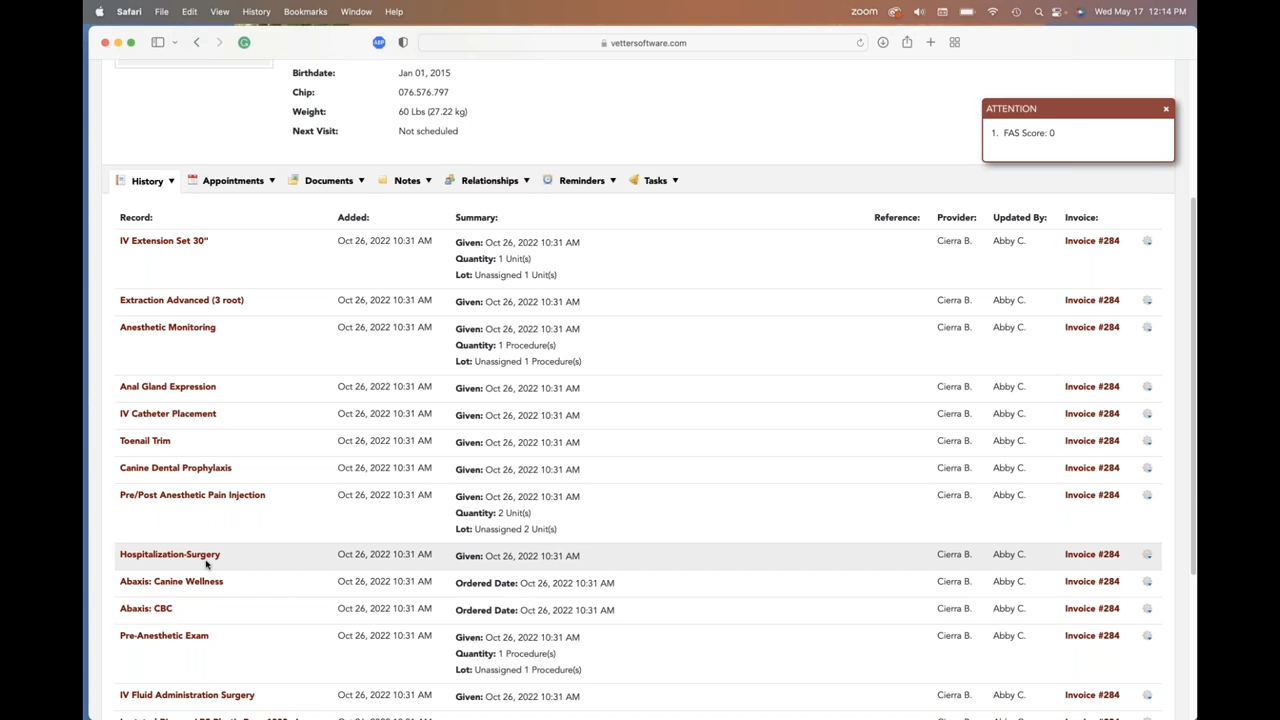 Safari File Edit View History Bookmarks Window Help zoom Wed May 17 12:14 PM
ABP vettersoftware.com
Birthdate: Jan 01, 2015
Chip: 076.576.797
Weight: 60 Lbs (27.22 kg)
Next Visit: Not scheduled
ATTENTION ×
1. FAS Score: 0
History Appointments Documents Notes Relationships Reminders Tasks
Record: Added: Summary: Reference: Provider: Updated By: Invoice:
IV Extension Set 30" Oct 26, 2022 10:31 AM Given: Oct 26, 2022 10:31 AM Cierra B. Abby C. Invoice #284
Quantity: 1 Unit(s)
Lot: Unassigned 1 Unit(s)
Extraction Advanced (3 root) Oct 26, 2022 10:31 AM Given: Oct 26, 2022 10:31 AM Cierra B. Abby C. Invoice #284
Anesthetic Monitoring Oct 26, 2022 10:31 AM Given: Oct 26, 2022 10:31 AM Cierra B. Abby C. Invoice #284
Quantity: 1 Procedure(s)
Lot: Unassigned 1 Procedure(s)
Anal Gland Expression Oct 26, 2022 10:31 AM Given: Oct 26, 2022 10:31 AM Cierra B. Abby C. Invoice #284
IV Catheter Placement Oct 26, 2022 10:31 AM Given: Oct 26, 2022 10:31 AM Cierra B. Abby C. Invoice #284
Toenail Trim Oct 26, 2022 10:31 AM Given: Oct 26, 2022 10:31 AM Cierra B. Abby C. Invoice #284
Canine Dental Prophylaxis Oct 26, 2022 10:31 AM Given: Oct 26, 2022 10:31 AM Cierra B. Abby C. Invoice #284
Pre/Post Anesthetic Pain Injection Oct 26, 2022 10:31 AM Given: Oct 26, 2022 10:31 AM Cierra B. Abby C. Invoice #284
Quantity: 2 Unit(s)
Lot: Unassigned 2 Unit(s)
Hospitalization-Surgery Oct 26, 2022 10:31 AM Given: Oct 26, 2022 10:31 AM Cierra B. Abby C. Invoice #284
Abaxis: Canine Wellness Oct 26, 2022 10:31 AM Ordered Date: Oct 26, 2022 10:31 AM Cierra B. Abby C. Invoice #284
Abaxis: CBC Oct 26, 2022 10:31 AM Ordered Date: Oct 26, 2022 10:31 AM Cierra B. Abby C. Invoice #284
Pre-Anesthetic Exam Oct 26, 2022 10:31 AM Given: Oct 26, 2022 10:31 AM Cierra B. Abby C. Invoice #284
Quantity: 1 Procedure(s)
Lot: Unassigned 1 Procedure(s)
IV Fluid Administration Surgery Oct 26, 2022 10:31 AM Given: Oct 26, 2022 10:31 AM Cierra B. Abby C. Invoice #284